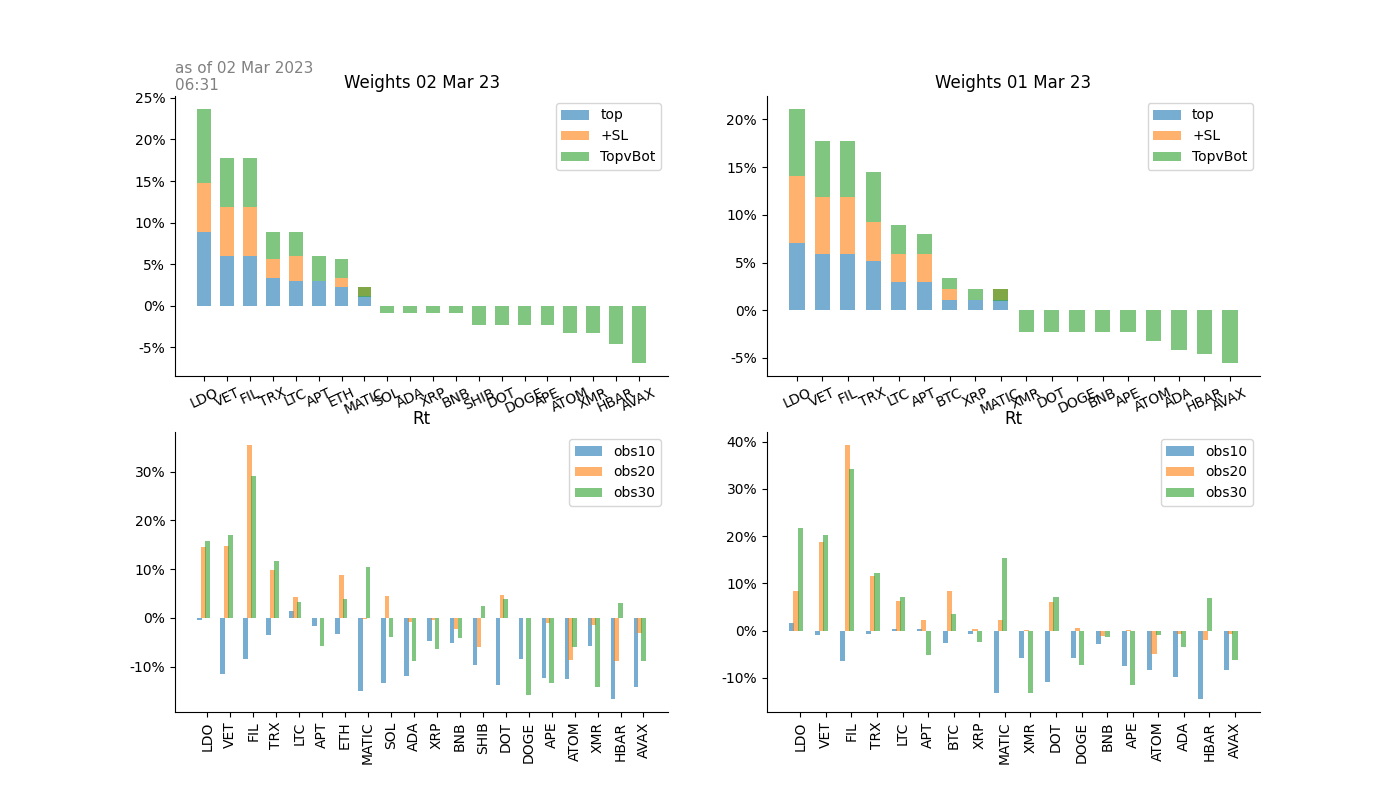 as of 02 Mar 2023
06:31
Weights 02 Mar 23
25%
20%
15%
10%
5%
0%
-5%
top
+SL
TopvBot
LDO VET FIL TRX LTC APT ETH MATIC SOL ADA XRP BNB SHIB DOT DOGE APE ATOM XMR HBAR AVAX
Weights 01 Mar 23
20%
15%
10%
5%
0%
-5%
top
+SL
TopvBot
LDO VET FIL TRX LTC APT BTC XRP MATIC XMR DOT DOGE BNB APE ATOM ADA HBAR AVAX
Rt
30%
20%
10%
0%
-10%
obs10
obs20
obs30
LDO VET FIL TRX LTC APT ETH MATIC SOL ADA XRP BNB SHIB DOT DOGE APE ATOM XMR HBAR AVAX
Rt
40%
30%
20%
10%
0%
-10%
obs10
obs20
obs30
LDO VET FIL TRX LTC APT BTC XRP MATIC XMR DOT DOGE BNB APE ATOM ADA HBAR AVAX